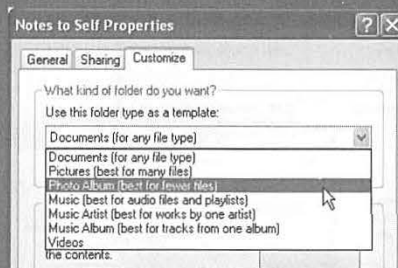 Notes to Self Properties
General Sharing Customize
What kind of folder do you want?
Use this folder type as a template:
Documents (for any file type)
Documents (for any file type)
Pictures (best for many files)
Photo Album (best for fewer files)
Music (best for audio files and playlists)
Music Artist (best for works by one artist)
Music Album (best for tracks from one album)
Videos
the contents.